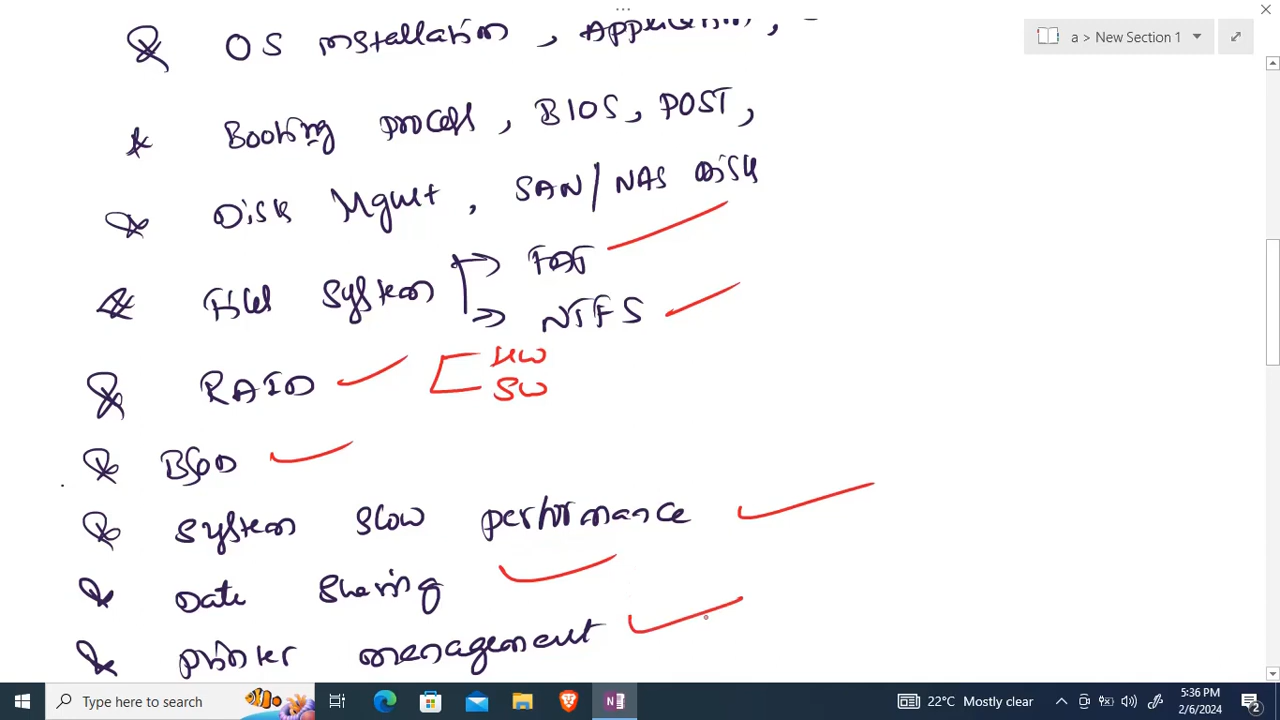 a > New Section 1
OS installation, Application,
Booting process, BIOS, POST,
Disk Mgmt, SAN/NAS Disk
File system → FAT
→ NTFS
RAID HW
SW
BSOD
System slow performance
Date sharing
printer management
Type here to search
22°C Mostly clear
5:36 PM
2/6/2024
2